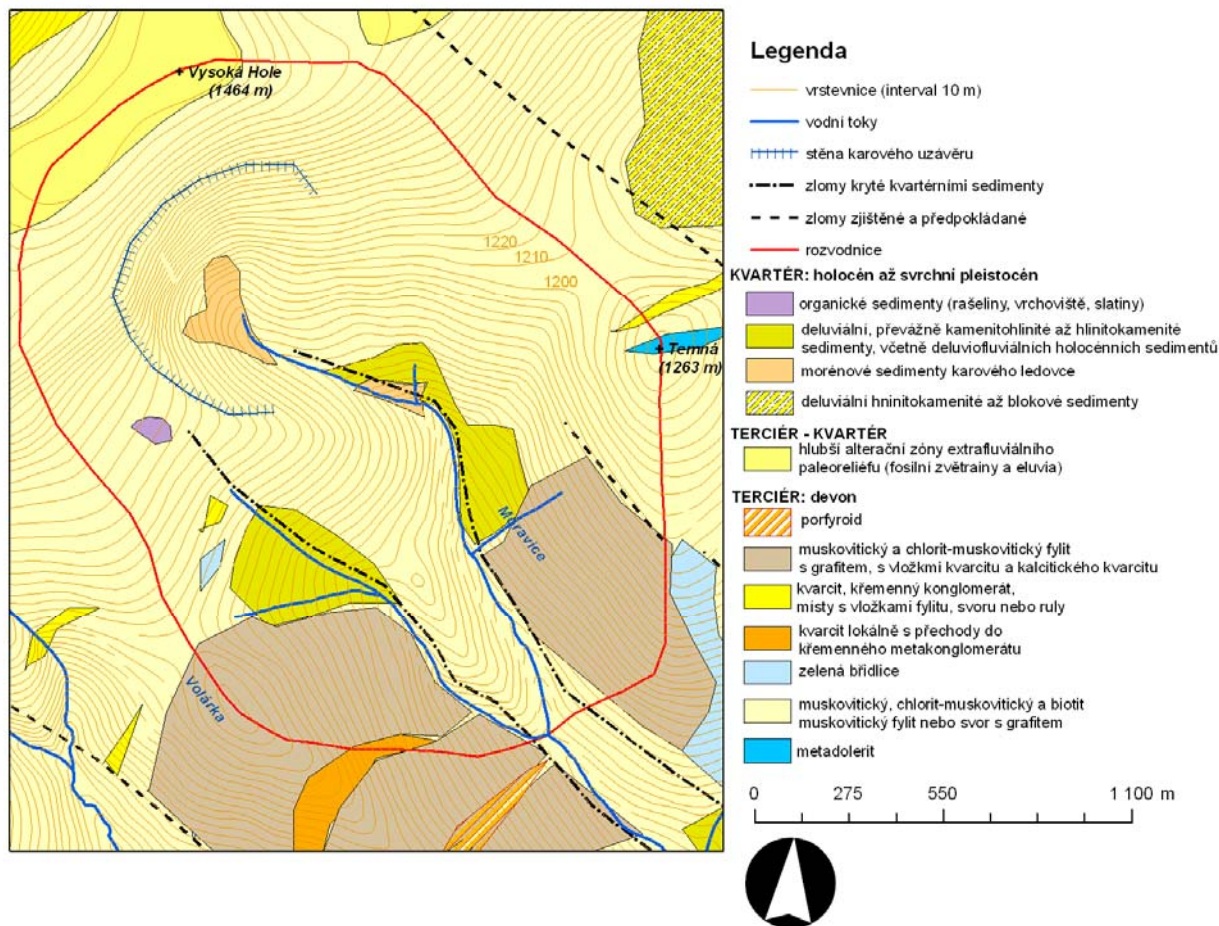 Vysoká Hole
(1464 m)
1220
1210
1200
Temná
(1263 m)
Moravice
Volárka
Legenda
vrstevnice (interval 10 m)
vodní toky
stěna karového uzávěru
zlomy kryté kvartérními sedimenty
zlomy zjištěné a předpokládané
rozvodnice
KVARTÉR: holocén až svrchní pleistocén
organické sedimenty (rašeliny, vrchoviště, slatiny)
deluviální, převážně kamenitohlinité až hlinitokamenité
sedimenty, včetně deluviofluviálních holocénních sedimentů
morénové sedimenty karového ledovce
deluviální hninitokamenité až blokové sedimenty
TERCIÉR - KVARTÉR
hlubší alterační zóny extrafluviálního
paleoreliéfu (fosilní zvětrainy a eluvia)
TERCIÉR: devon
porfyroid
muskovitický a chlorit-muskovitický fylit
s grafitem, s vložkmi kvarcitu a kalcitického kvarcitu
kvarcit, křemenný konglomerát,
místy s vložkami fylitu, svoru nebo ruly
kvarcit lokálně s přechody do
křemenného metakonglomerátu
zelená břidlice
muskovitický, chlorit-muskovitický a biotit
muskovitický fylit nebo svor s grafitem
metadolerit
0 275 550 1 100 m